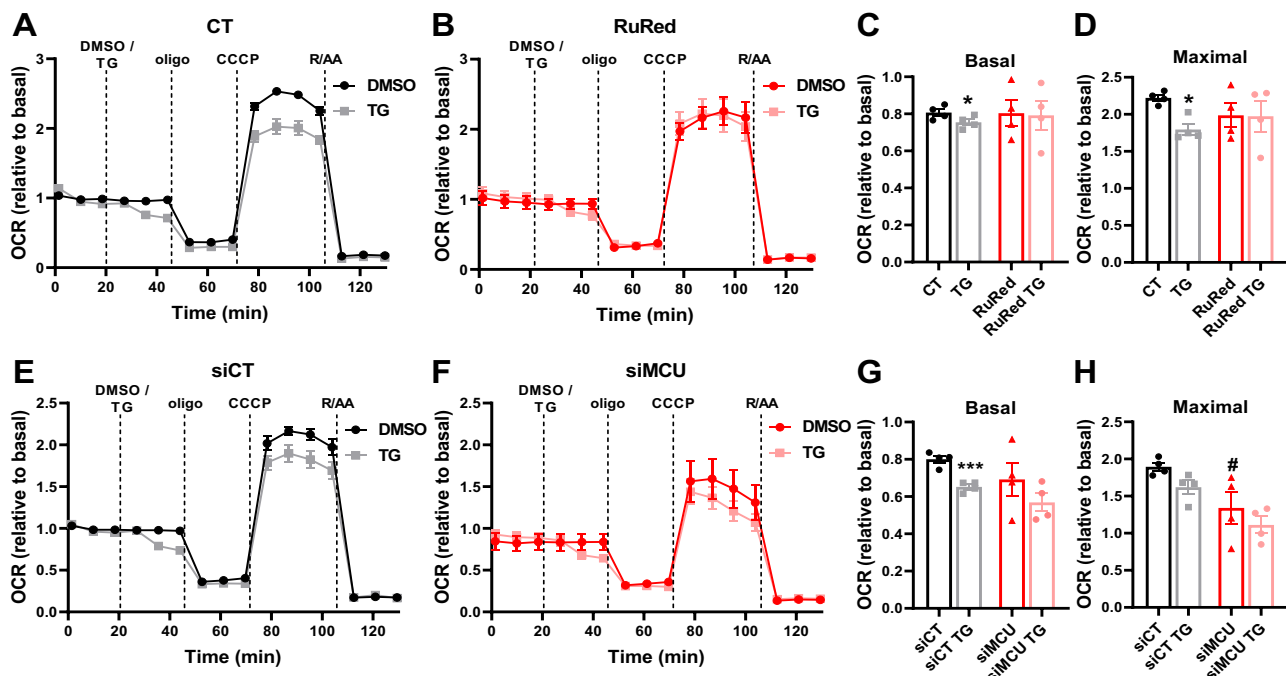 A
CT
DMSO /
TG
oligo
CCCP
R/AA
DMSO
TG
OCR (relative to basal)
3
2
1
0
0 20 40 60 80 100 120
Time (min)
B
RuRed
DMSO /
TG
oligo
CCCP
R/AA
DMSO
TG
OCR (relative to basal)
3
2
1
0
0 20 40 60 80 100 120
Time (min)
C
Basal
*
OCR (relative to basal)
1.0
0.8
0.6
0.4
0.2
0.0
CT
TG
RuRed
RuRed TG
D
Maximal
*
OCR (relative to basal)
2.5
2.0
1.5
1.0
0.5
0.0
CT
TG
RuRed
RuRed TG
E
siCT
DMSO /
TG
oligo
CCCP
R/AA
DMSO
TG
OCR (relative to basal)
2.5
2.0
1.5
1.0
0.5
0.0
0 20 40 60 80 100 120
Time (min)
F
siMCU
DMSO /
TG
oligo
CCCP
R/AA
DMSO
TG
OCR (relative to basal)
2.5
2.0
1.5
1.0
0.5
0.0
0 20 40 60 80 100 120
Time (min)
G
Basal
***
OCR (relative to basal)
1.0
0.8
0.6
0.4
0.2
0.0
siCT
siCT TG
siMCU
siMCU TG
H
Maximal
#
OCR (relative to basal)
2.5
2.0
1.5
1.0
0.5
0.0
siCT
siCT TG
siMCU
siMCU TG